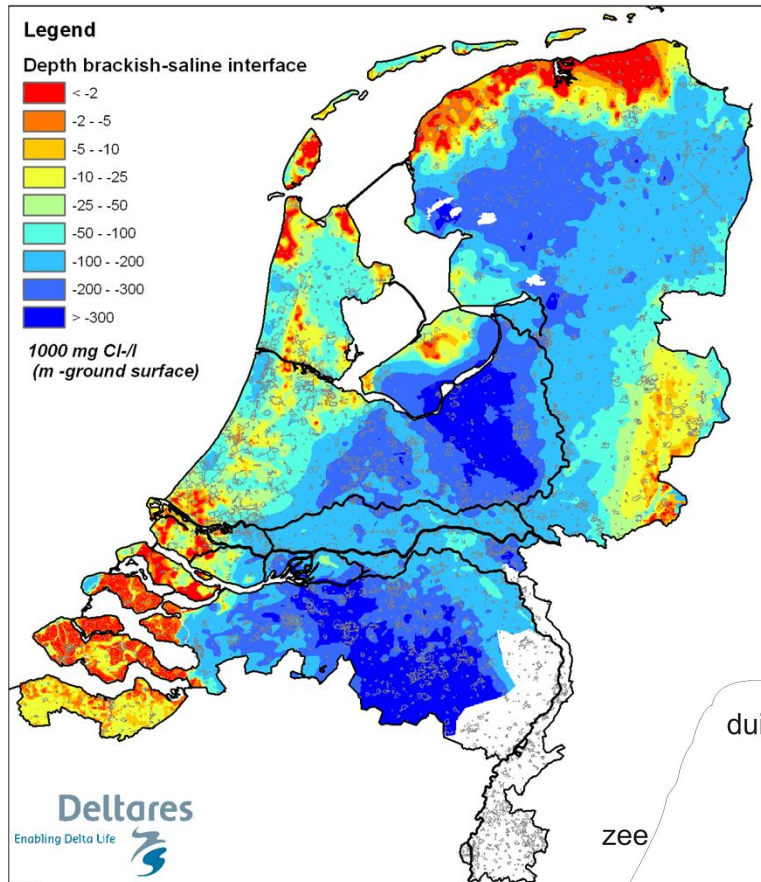 Legend
Depth brackish-saline interface
< -2
-2 - -5
-5 - -10
-10 - -25
-25 - -50
-50 - -100
-100 - -200
-200 - -300
> -300
1000 mg Cl-/l
(m -ground surface)
Deltares
Enabling Delta Life
dui
zee